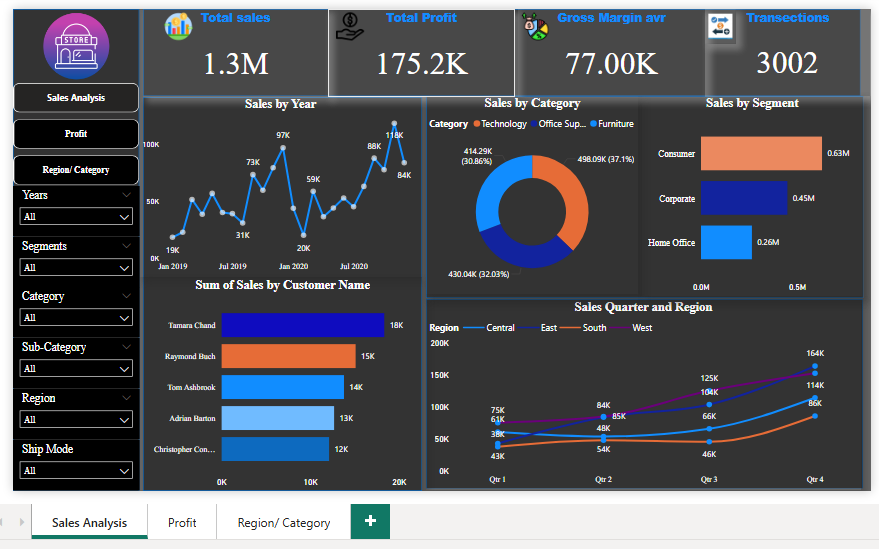 STORE
Sales Analysis
Profit
Region/ Category
Years
All
Segments
All
Category
All
Sub-Category
All
Region
All
Ship Mode
All
Total sales
1.3M
Total Profit
175.2K
Gross Margin avr
77.00K
Transections
3002
Sales by Year
100K
50K
0K
19K
31K
73K
97K
20K
59K
88K
118K
84K
Jan 2019
Jul 2019
Jan 2020
Jul 2020
Sales by Category
Category Technology Office Sup... Furniture
414.29K
(30.86%)
498.09K (37.1%)
430.04K (32.03%)
Sales by Segment
Consumer 0.63M
Corporate 0.45M
Home Office 0.26M
0.0M 0.5M
Sum of Sales by Customer Name
Tamara Chand 18K
Raymond Buch 15K
Tom Ashbrook 14K
Adrian Barton 13K
Christopher Con... 12K
0K 10K 20K
Sales Quarter and Region
Region Central East South West
200K
150K
100K
50K
0K
75K
61K
38K
43K
84K
85K
48K
54K
125K
104K
66K
46K
164K
114K
86K
Qtr 1 Qtr 2 Qtr 3 Qtr 4
Sales Analysis Profit Region/ Category +